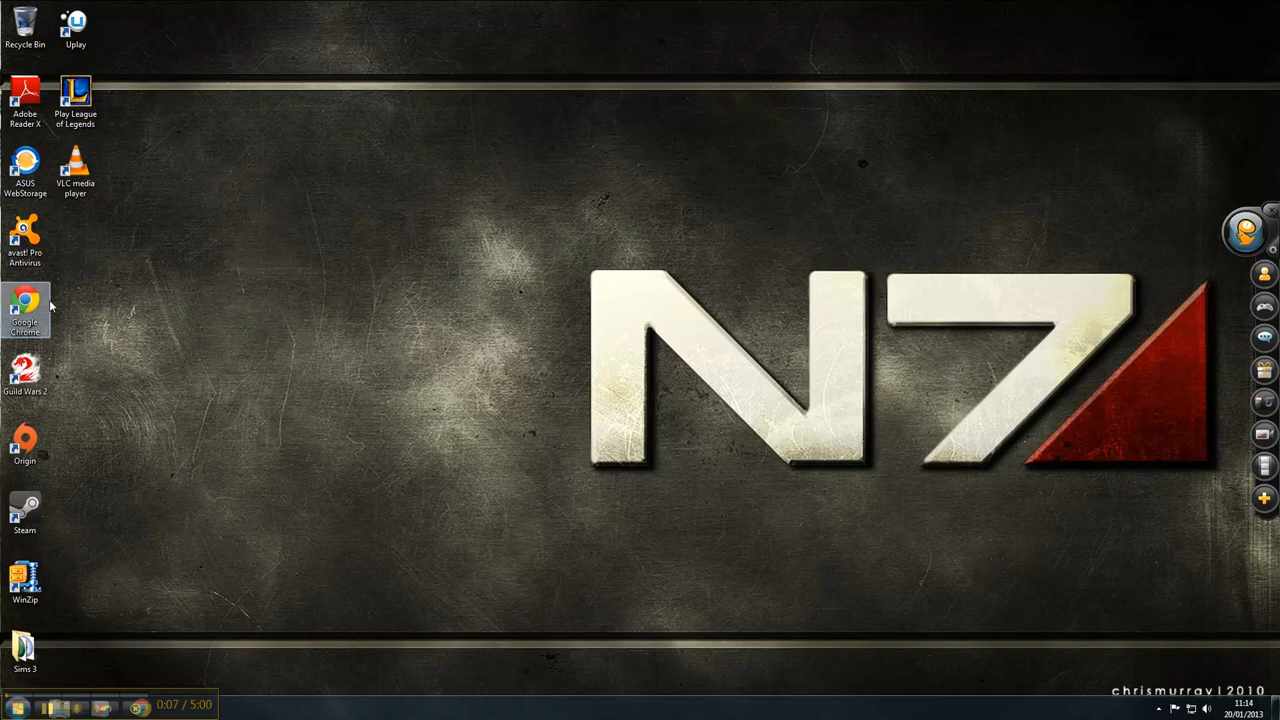 Recycle Bin
Uplay
Adobe
Reader X
Play League
of Legends
ASUS
WebStorage
VLC media
player
avast! Pro
Antivirus
Google
Chrome
Guild Wars 2
Origin
Steam
WinZip
Sims 3
N7
chrismurray|2010
0:07 / 5:00
11:14
20/01/2013